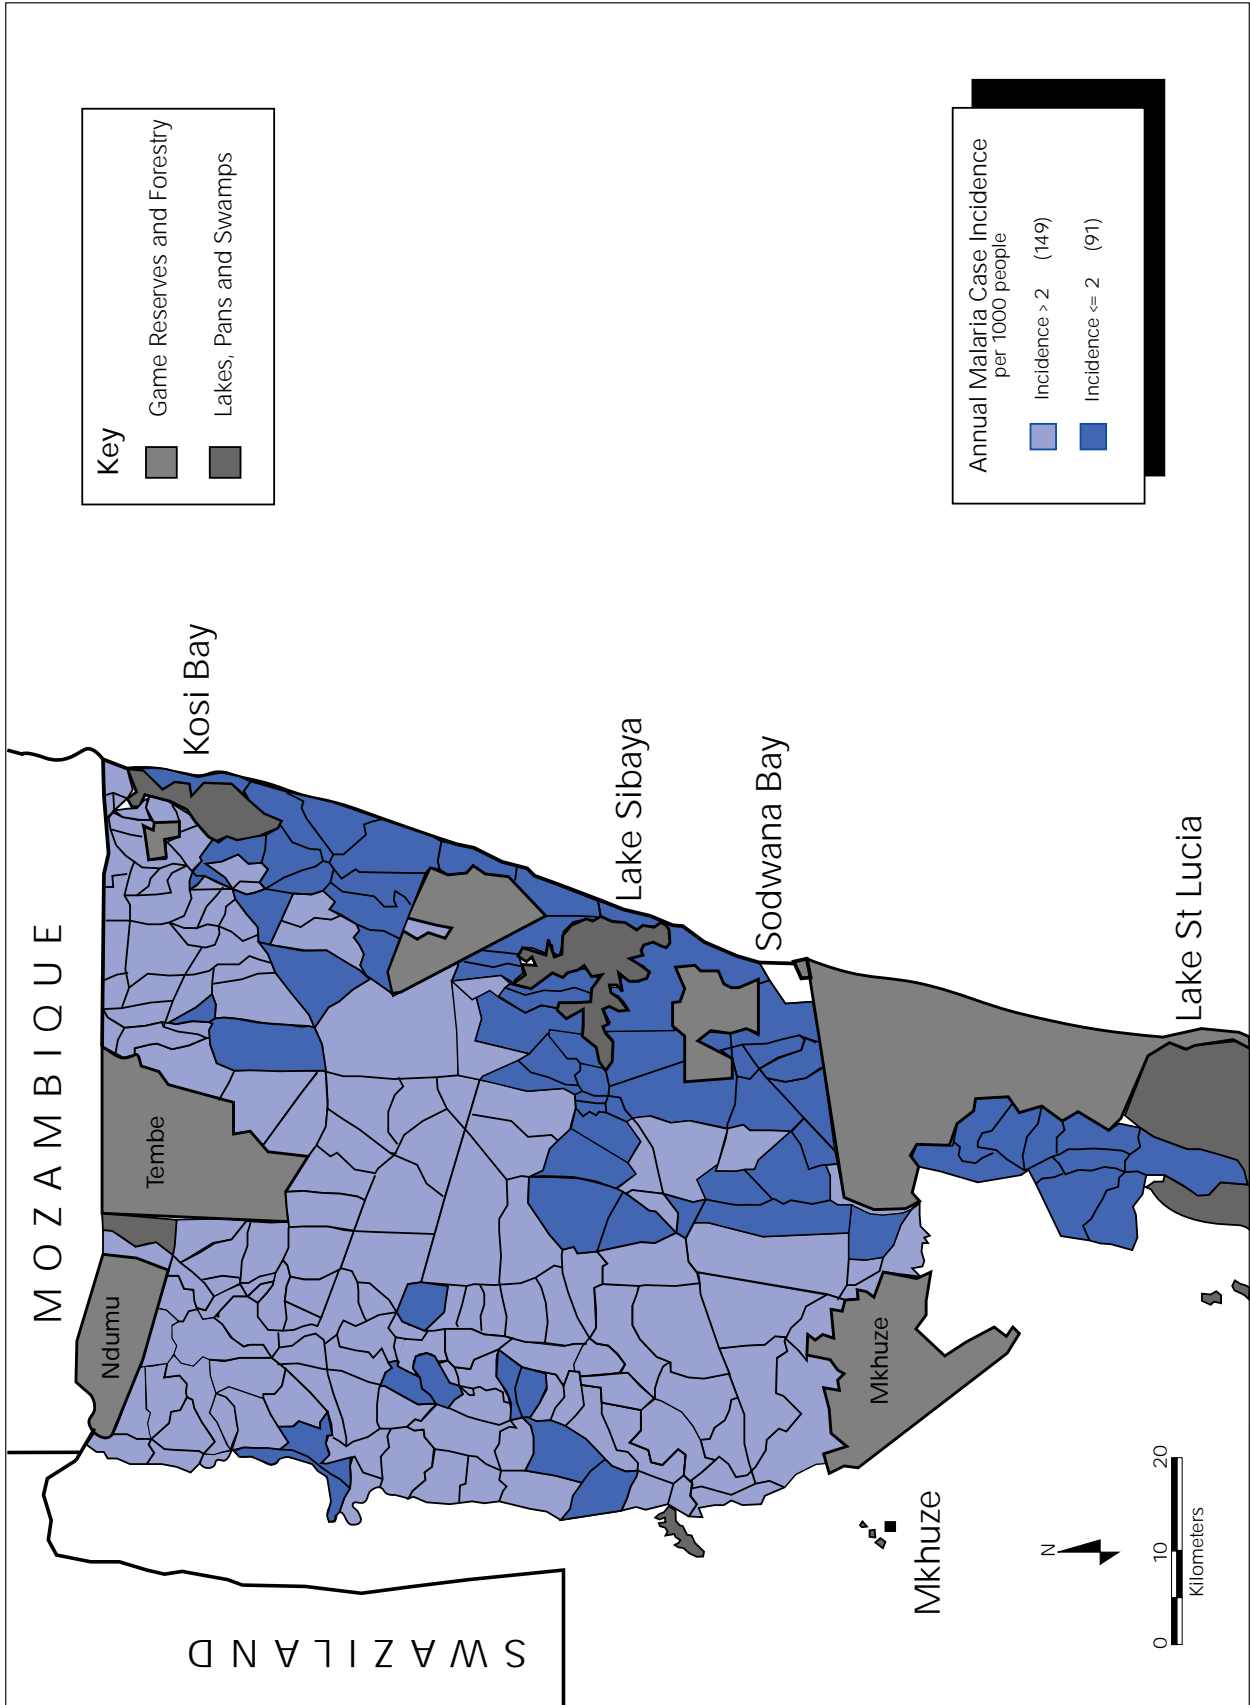 MOZAMBIQUE
SWAZILAND
Ndumu
Tembe
Kosi Bay
Lake Sibaya
Sodwana Bay
Mkhuze
Mkhuze
Lake St Lucia
Key
Game Reserves and Forestry
Lakes, Pans and Swamps
Annual Malaria Case Incidence
per 1000 people
Incidence > 2 (149)
Incidence <= 2 (91)
N
0 10 20
Kilometers